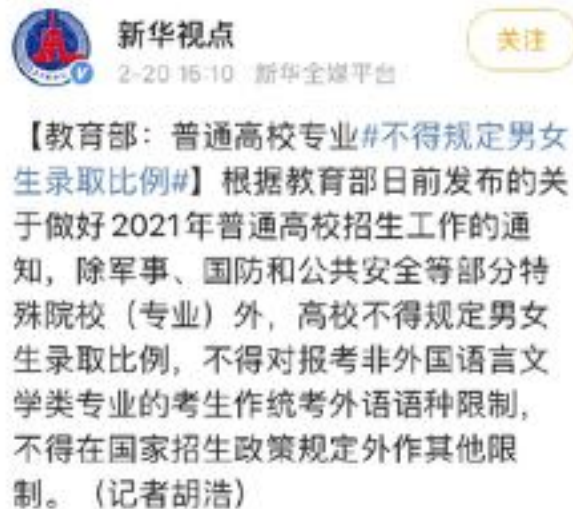 新华视点
关注
2-20 16:10 新华全媒平台
【教育部：普通高校专业#不得规定男女
生录取比例#】根据教育部日前发布的关
于做好2021年普通高校招生工作的通
知，除军事、国防和公共安全等部分特
殊院校（专业）外，高校不得规定男女
生录取比例，不得对报考非外国语言文
学类专业的考生作统考外语语种限制，
不得在国家招生政策规定外作其他限
制。（记者胡浩）